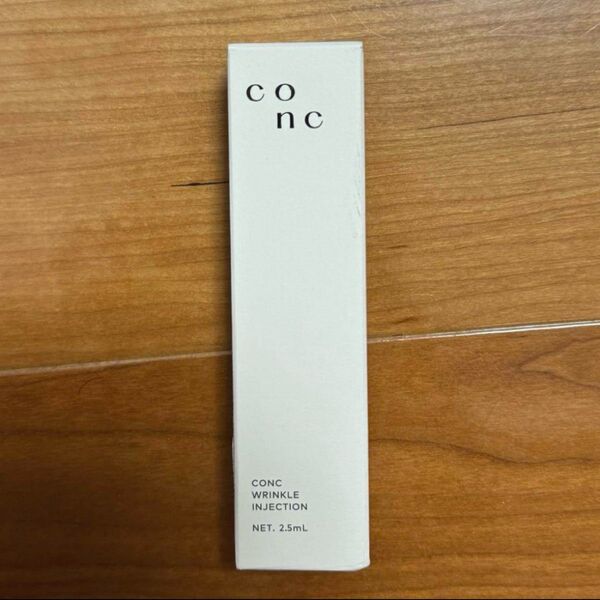 co
nc
CONC
WRINKLE
INJECTION
NET. 2.5mL